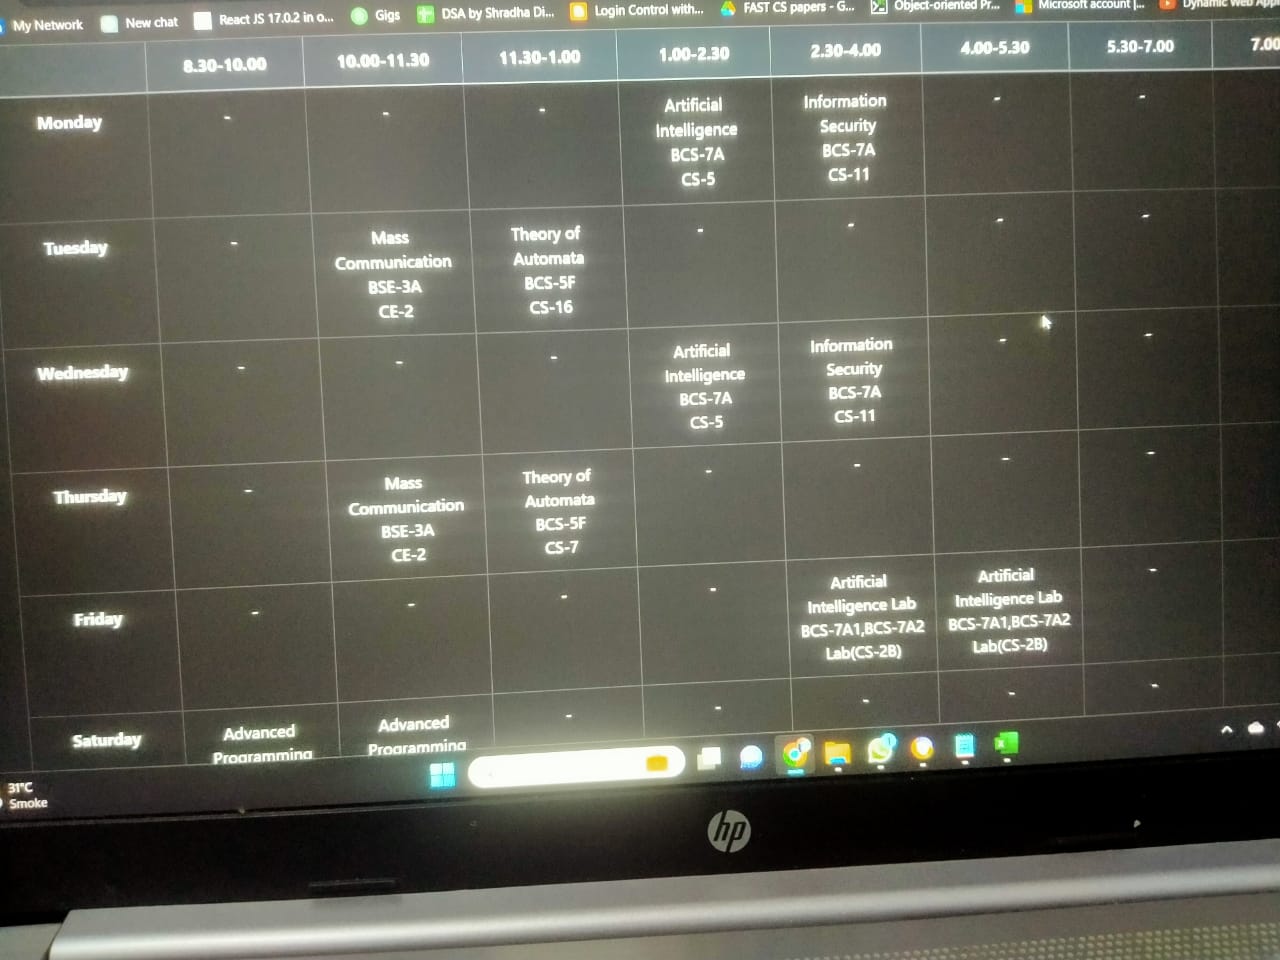 My Network New chat React JS 17.0.2 in o... Gigs DSA by Shradha Di... Login Control with... FAST CS papers - G... Object-oriented Pr... Microsoft account |... Dynamic Web Appl
8.30-10.00 10.00-11.30 11.30-1.00 1.00-2.30 2.30-4.00 4.00-5.30 5.30-7.00 7.00
Monday - - - Artificial Information - -
Intelligence Security
BCS-7A BCS-7A
CS-5 CS-11
Tuesday - Mass Theory of - - - -
Communication Automata
BSE-3A BCS-5F
CE-2 CS-16
Wednesday - - - Artificial Information - -
Intelligence Security
BCS-7A BCS-7A
CS-5 CS-11
Thursday - Mass Theory of - - - -
Communication Automata
BSE-3A BCS-5F
CE-2 CS-7
Friday - - - - Artificial Artificial -
Intelligence Lab Intelligence Lab
BCS-7A1,BCS-7A2 BCS-7A1,BCS-7A2
Lab(CS-2B) Lab(CS-2B)
Saturday Advanced Advanced - - - - -
Programming Programming
31°C
Smoke
hp